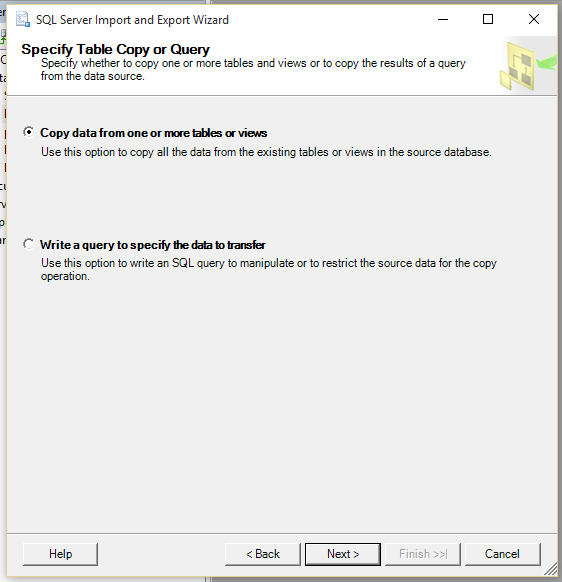 SQL Server Import and Export Wizard
Specify Table Copy or Query
Specify whether to copy one or more tables and views or to copy the results of a query
from the data source.
Copy data from one or more tables or views
Use this option to copy all the data from the existing tables or views in the source database.
Write a query to specify the data to transfer
Use this option to write an SQL query to manipulate or to restrict the source data for the copy
operation.
Help
< Back
Next >
Finish >>|
Cancel